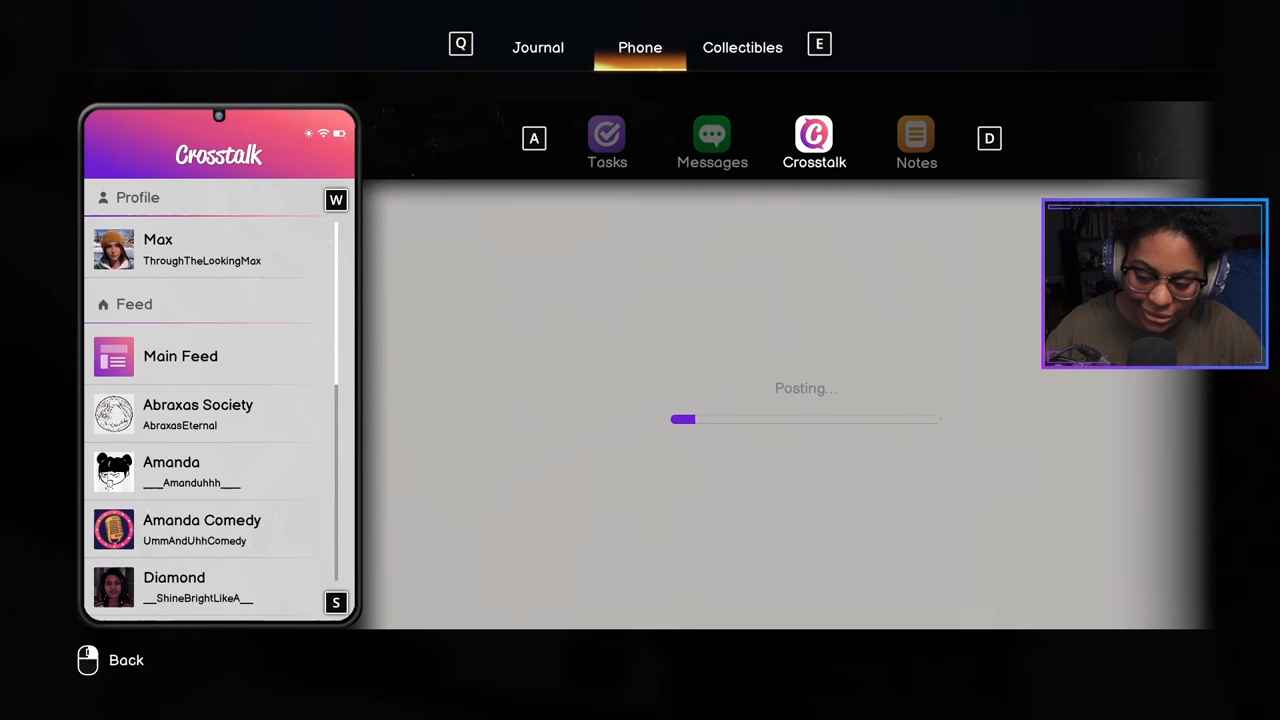 Q
Journal
Phone
Collectibles
E
Crosstalk
A
Tasks
Messages
Crosstalk
Notes
D
Profile
W
Max
ThroughTheLookingMax
Feed
Main Feed
Abraxas Society
AbraxasEternal
Amanda
___Amanduhhh___
Amanda Comedy
UmmAndUhhComedy
Diamond
__ShineBrightLikeA__
S
Posting...
Back